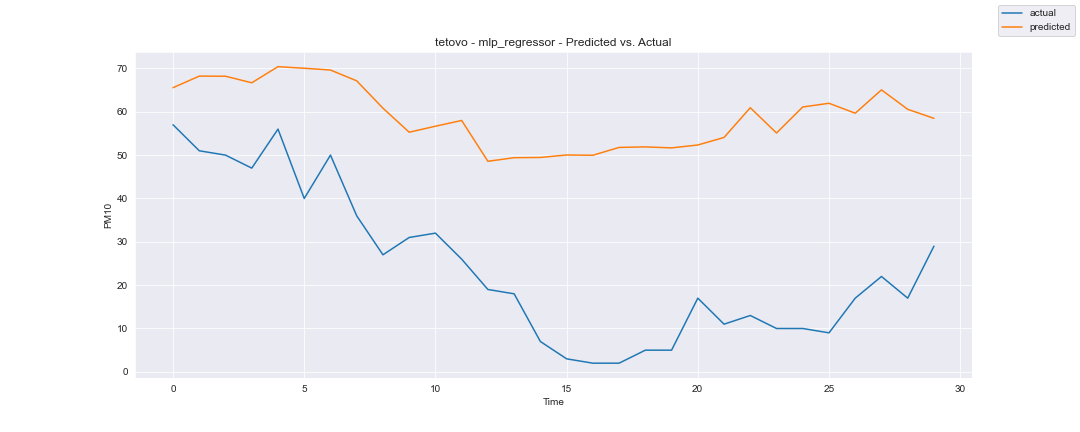 actual
predicted
tetovo - mlp_regressor - Predicted vs. Actual
70
60
50
40
30
20
10
0
PM10
0 5 10 15 20 25 30
Time